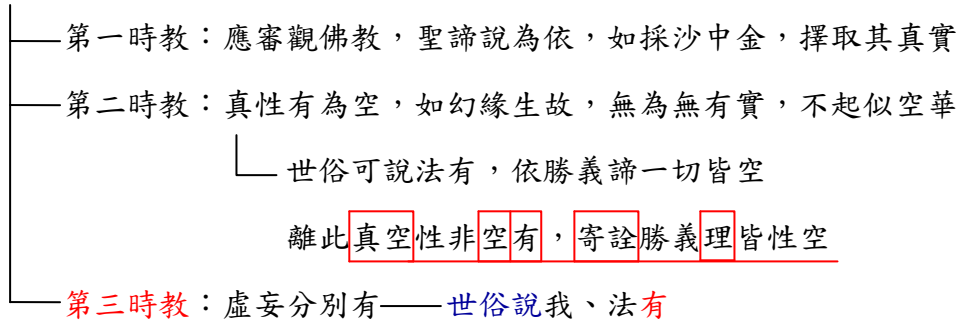 第一時教：應審觀佛教，聖諦說為依，如採沙中金，擇取其真實
第二時教：真性有為空，如幻緣生故，無為無有實，不起似空華
世俗可說法有，依勝義諦一切皆空
離此真空性非空有，寄詮勝義理皆性空
第三時教：虛妄分別有——世俗說我、法有